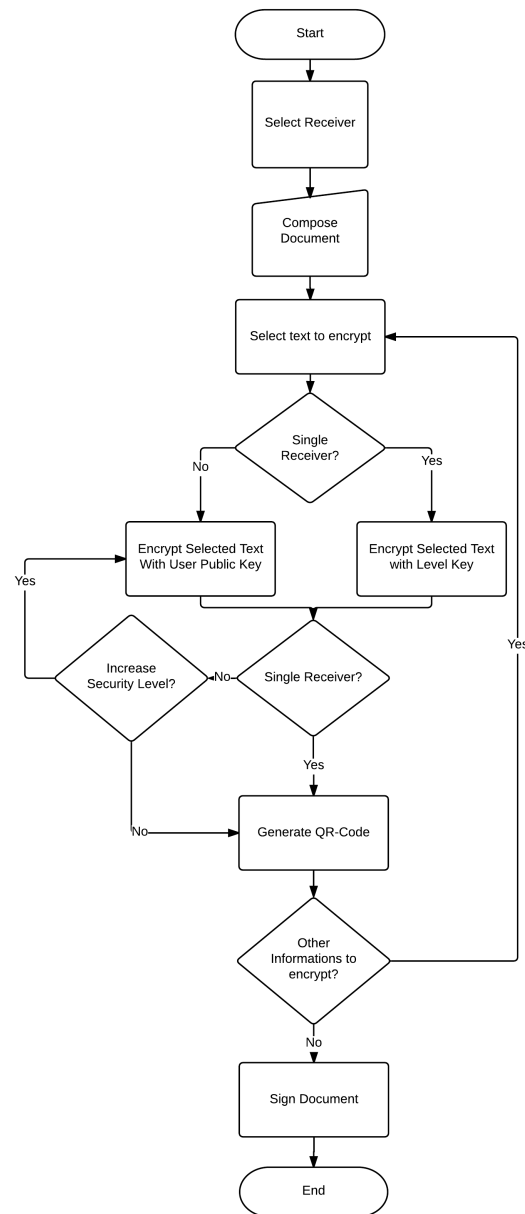 Start
Select Receiver
Compose
Document
Select text to encrypt
Single
Receiver?
No
Yes
Encrypt Selected Text
With User Public Key
Encrypt Selected Text
with Level Key
Yes
Increase
Security Level?
No
Single Receiver?
Yes
Yes
No
Generate QR-Code
Other
Informations to
encrypt?
No
Sign Document
End